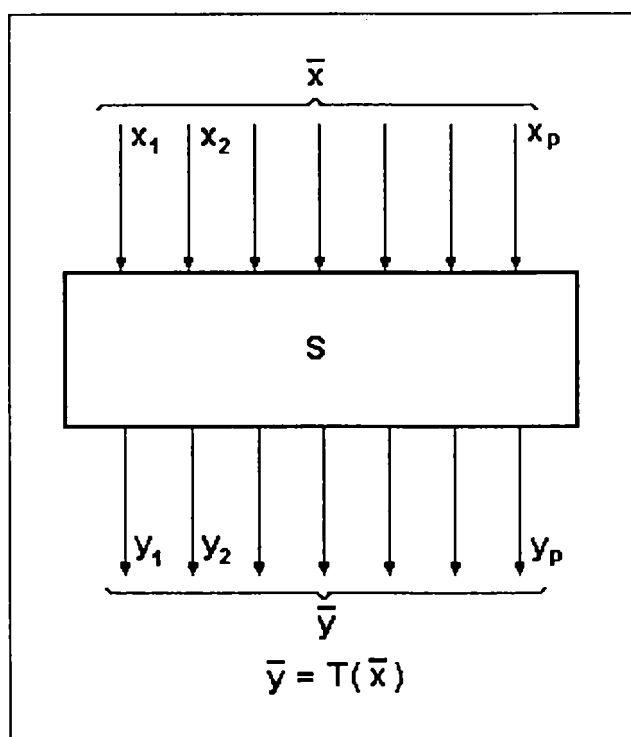 x̄
x₁ x₂ xₚ
S
y₁ y₂ yₚ
ȳ
ȳ = T(x̄)